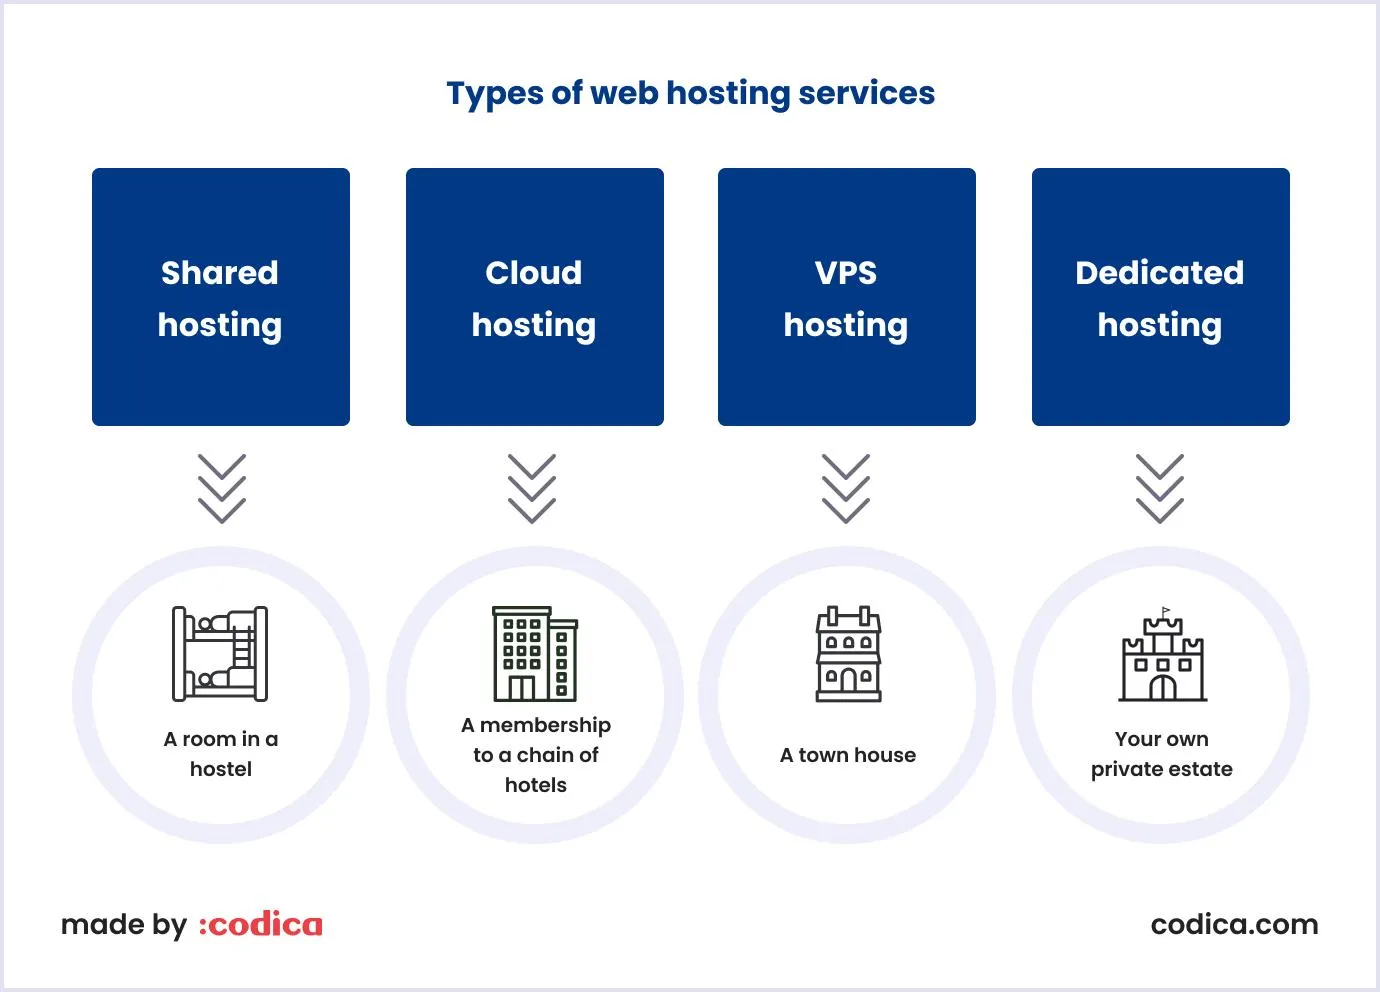 Types of web hosting services
Shared
hosting
Cloud
hosting
VPS
hosting
Dedicated
hosting
A room in a
hostel
A membership
to a chain of
hotels
A town house
Your own
private estate
made by :codica
codica.com